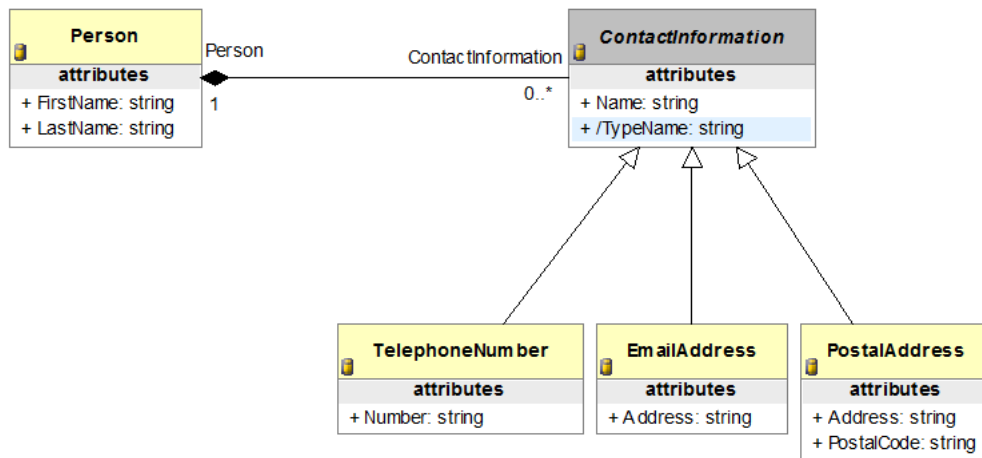 Person
attributes
+ FirstName: string
+ LastName: string
Person
1
ContactInformation
0..*
ContactInformation
attributes
+ Name: string
+ /TypeName: string
TelephoneNumber
attributes
+ Number: string
EmailAddress
attributes
+ Address: string
PostalAddress
attributes
+ Address: string
+ PostalCode: string